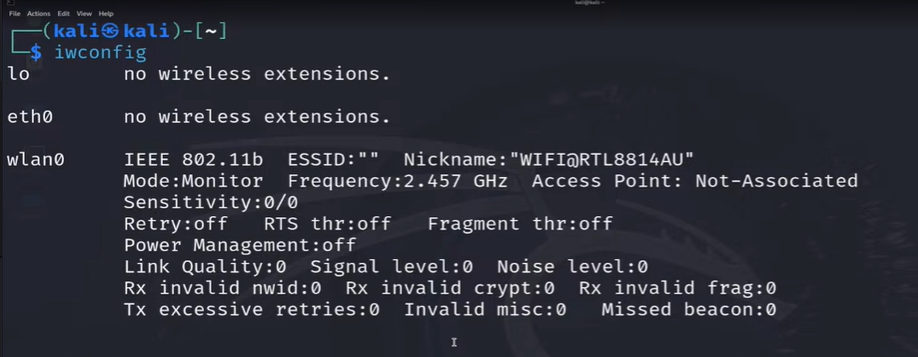 kali@kali: ~
File Actions Edit View Help
┌──(kali㉿kali)-[~]
└─$ iwconfig
lo        no wireless extensions.
eth0      no wireless extensions.
wlan0     IEEE 802.11b  ESSID:""  Nickname:"WIFI@RTL8814AU"
          Mode:Monitor  Frequency:2.457 GHz  Access Point: Not-Associated
          Sensitivity:0/0
          Retry:off   RTS thr:off   Fragment thr:off
          Power Management:off
          Link Quality:0  Signal level:0  Noise level:0
          Rx invalid nwid:0  Rx invalid crypt:0  Rx invalid frag:0
          Tx excessive retries:0  Invalid misc:0   Missed beacon:0